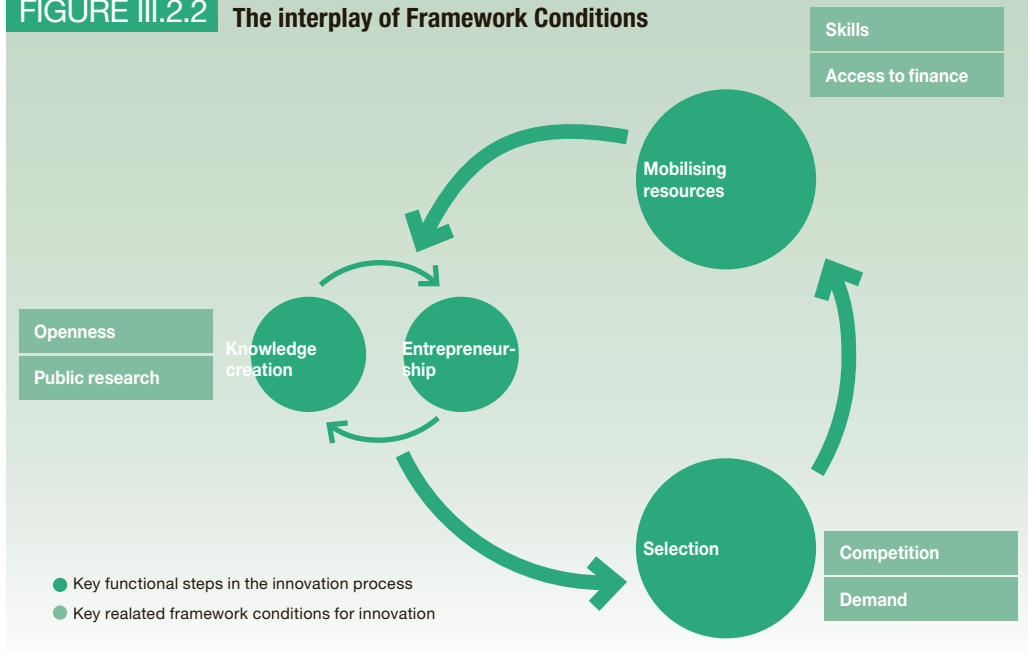 FIGURE III.2.2
The interplay of Framework Conditions
Skills
Access to finance
Mobilising
resources
Openness
Public research
Knowledge
creation
Entrepreneur-
ship
Selection
Competition
Demand
Key functional steps in the innovation process
Key realated framework conditions for innovation